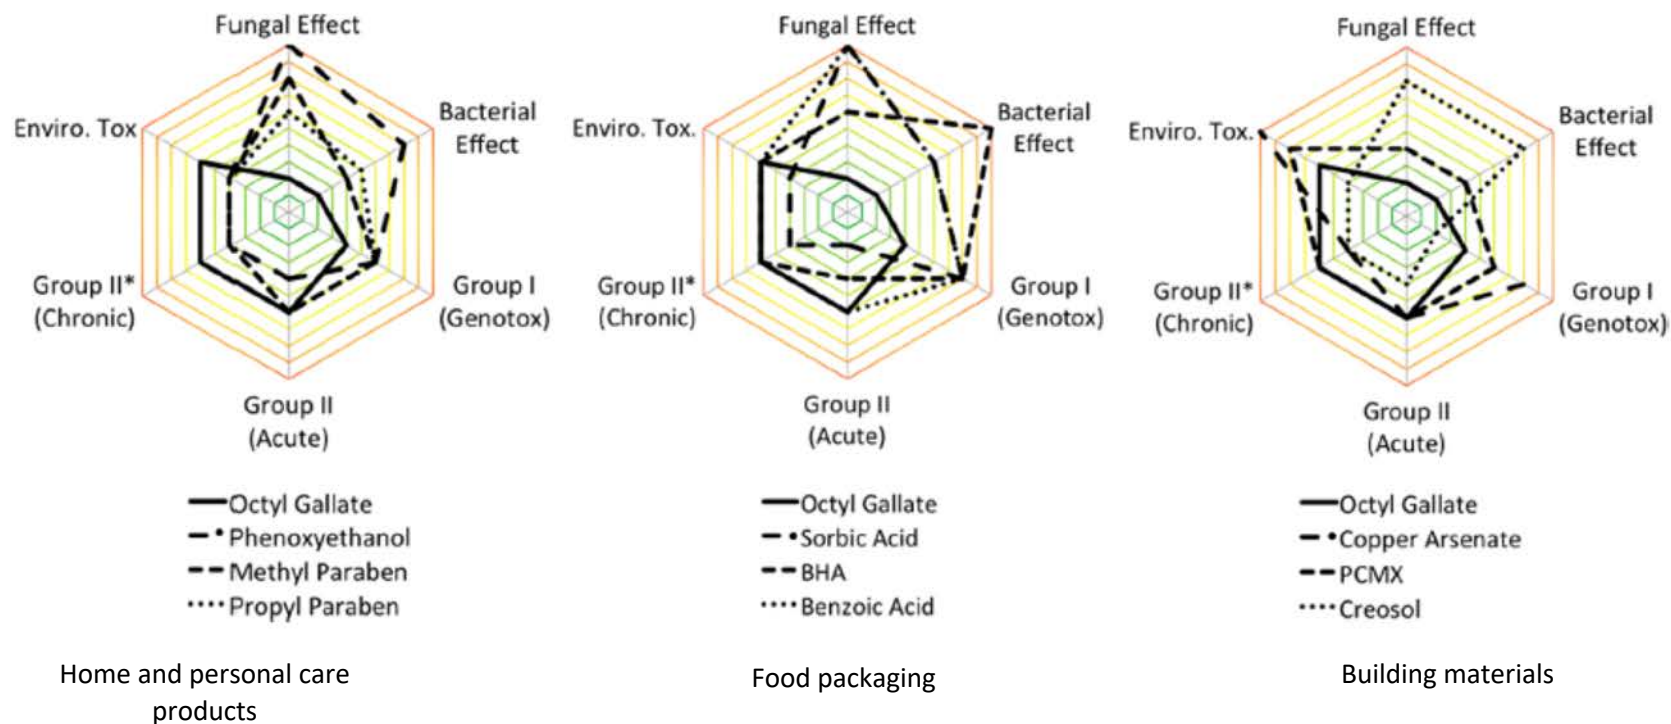 Fungal Effect
Bacterial
Effect
Enviro. Tox
Group II*
(Chronic)
Group I
(Genotox)
Group II
(Acute)
Octyl Gallate
Phenoxyethanol
Methyl Paraben
Propyl Paraben
Home and personal care
products
Fungal Effect
Bacterial
Effect
Enviro. Tox.
Group II*
(Chronic)
Group I
(Genotox)
Group II
(Acute)
Octyl Gallate
Sorbic Acid
BHA
Benzoic Acid
Food packaging
Fungal Effect
Bacterial
Effect
Enviro. Tox.
Group II*
(Chronic)
Group I
(Genotox)
Group II
(Acute)
Octyl Gallate
Copper Arsenate
PCMX
Creosol
Building materials